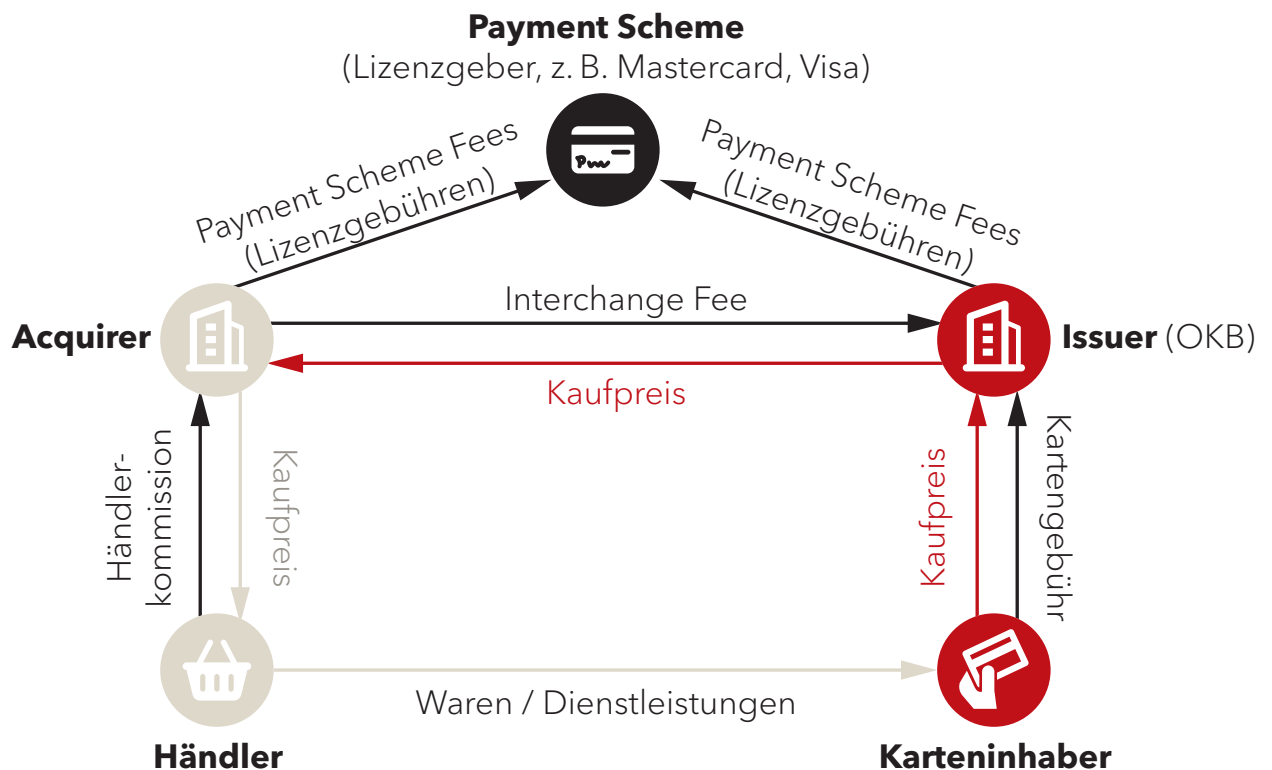 Payment Scheme
(Lizenzgeber, z. B. Mastercard, Visa)
Payment Scheme Fees
(Lizenzgebühren)
Payment Scheme Fees
(Lizenzgebühren)
Interchange Fee
Acquirer
Issuer (OKB)
Kaufpreis
Händler-
kommission
Kaufpreis
Kaufpreis
Kartengebühr
Waren / Dienstleistungen
Händler
Karteninhaber